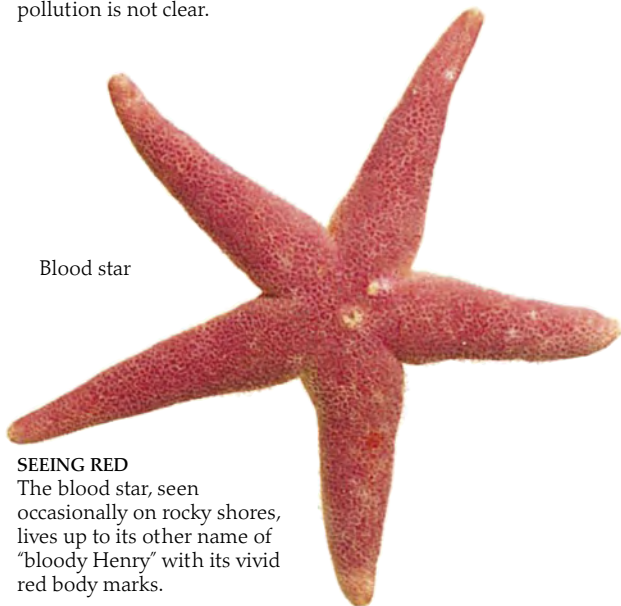 pollution is not clear.
Blood star
SEEING RED
The blood star, seen
occasionally on rocky shores,
lives up to its other name of
“bloody Henry” with its vivid
red body marks.